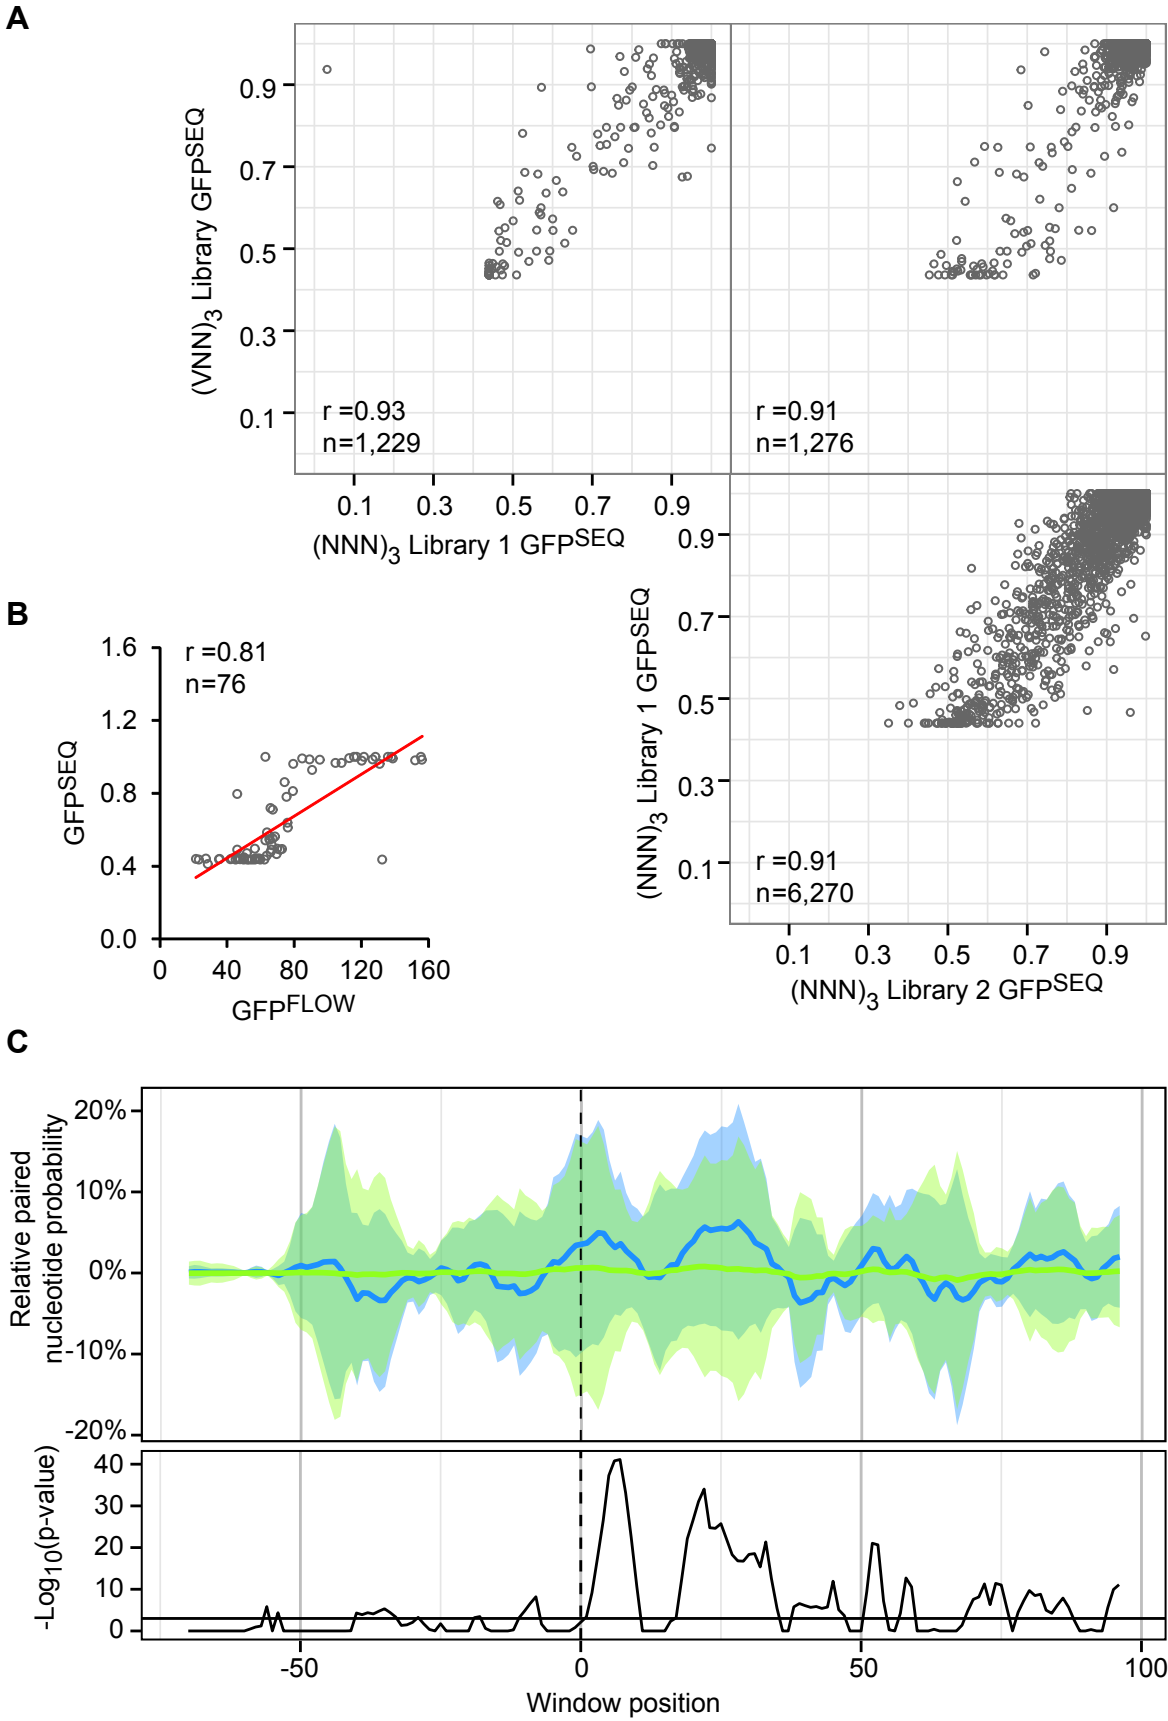 A
(VNN)3 Library GFPSEQ
0.9
0.7
0.5
0.3
0.1
r =0.93
n=1,229
r =0.91
n=1,276
0.1 0.3 0.5 0.7 0.9
(NNN)3 Library 1 GFPSEQ
(NNN)3 Library 1 GFPSEQ
0.9
0.7
0.5
0.3
0.1
r =0.91
n=6,270
0.1 0.3 0.5 0.7 0.9
(NNN)3 Library 2 GFPSEQ
B
GFPSEQ
1.6
1.2
0.8
0.4
0.0
r =0.81
n=76
0 40 80 120 160
GFPFLOW
C
Relative paired
nucleotide probability
20%
10%
0%
-10%
-20%
-Log10(p-value)
40
30
20
10
0
-50 0 50 100
Window position